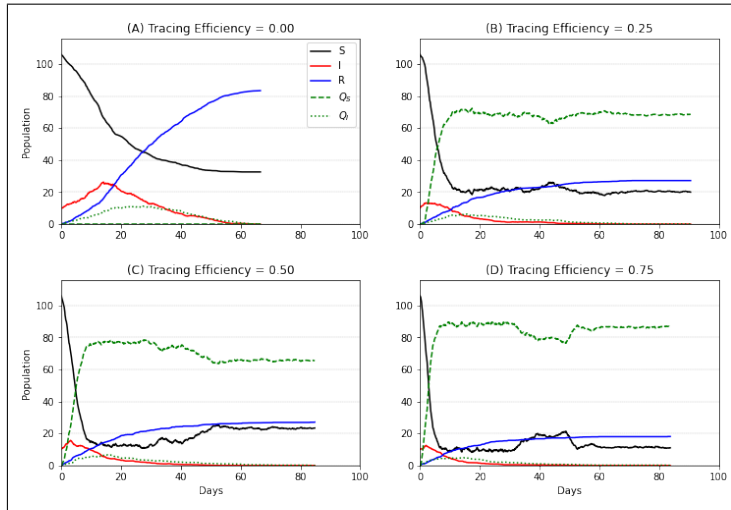 (A) Tracing Efficiency = 0.00
(B) Tracing Efficiency = 0.25
S
I
R
Qs
QI
Population
100
80
60
40
20
0
0 20 40 60 80 100
100
80
60
40
20
0
0 20 40 60 80 100
(C) Tracing Efficiency = 0.50
(D) Tracing Efficiency = 0.75
Population
100
80
60
40
20
0
0 20 40 60 80 100
Days
100
80
60
40
20
0
0 20 40 60 80 100
Days